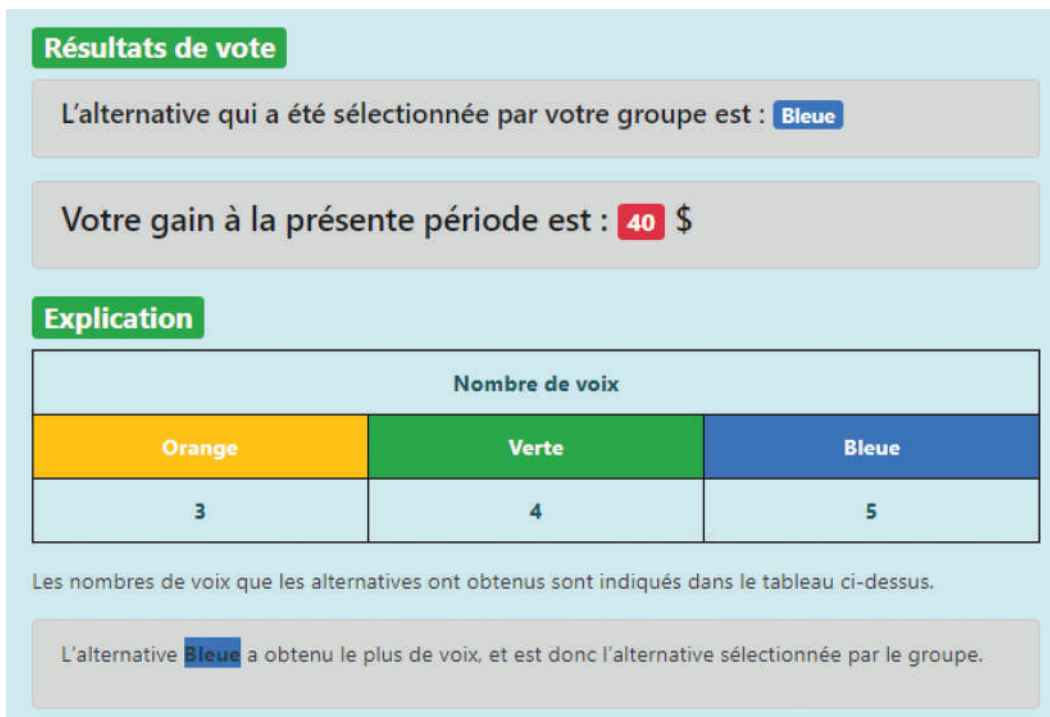 Résultats de vote
L'alternative qui a été sélectionnée par votre groupe est : Bleue
Votre gain à la présente période est : 40 $
Explication
Nombre de voix
Orange Verte Bleue
3 4 5
Les nombres de voix que les alternatives ont obtenus sont indiqués dans le tableau ci-dessus.
L'alternative Bleue a obtenu le plus de voix, et est donc l'alternative sélectionnée par le groupe.